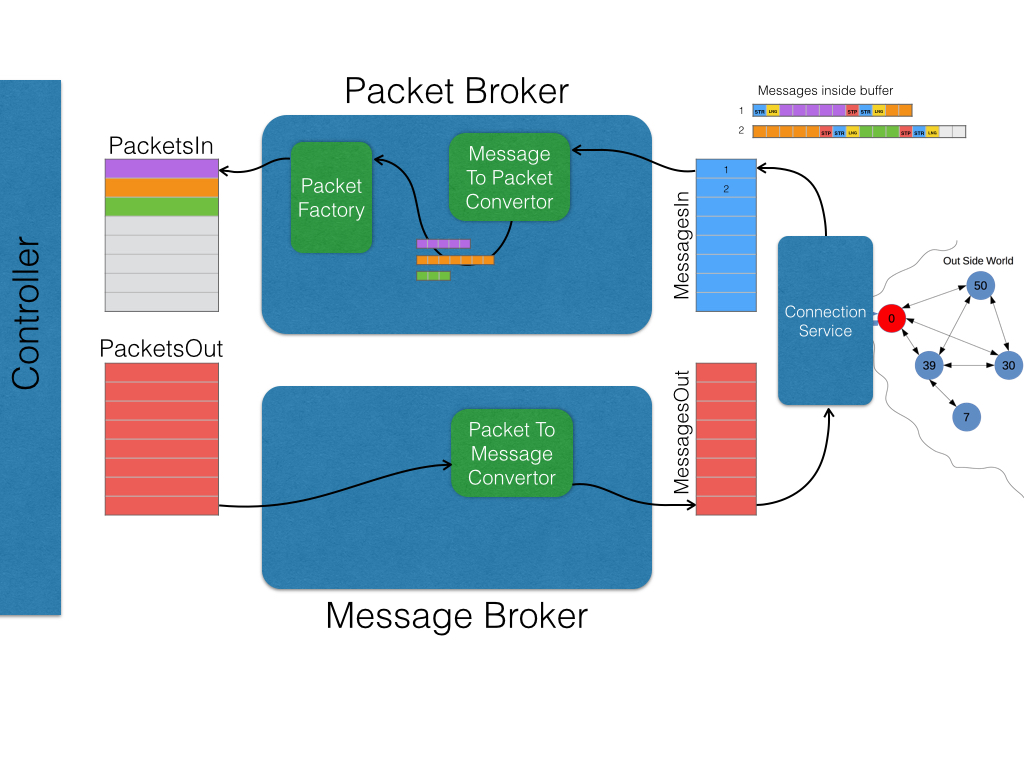 Packet Broker
Messages inside buffer
1 STR LNG STP STR LNG
2 STP STR LNG STP STR LNG
PacketsIn
Packet
Factory
Message
To Packet
Convertor
MessagesIn
1
2
Controller
Connection
Service
Out Side World
50
0
39
30
7
PacketsOut
Packet To
Message
Convertor
MessagesOut
Message Broker